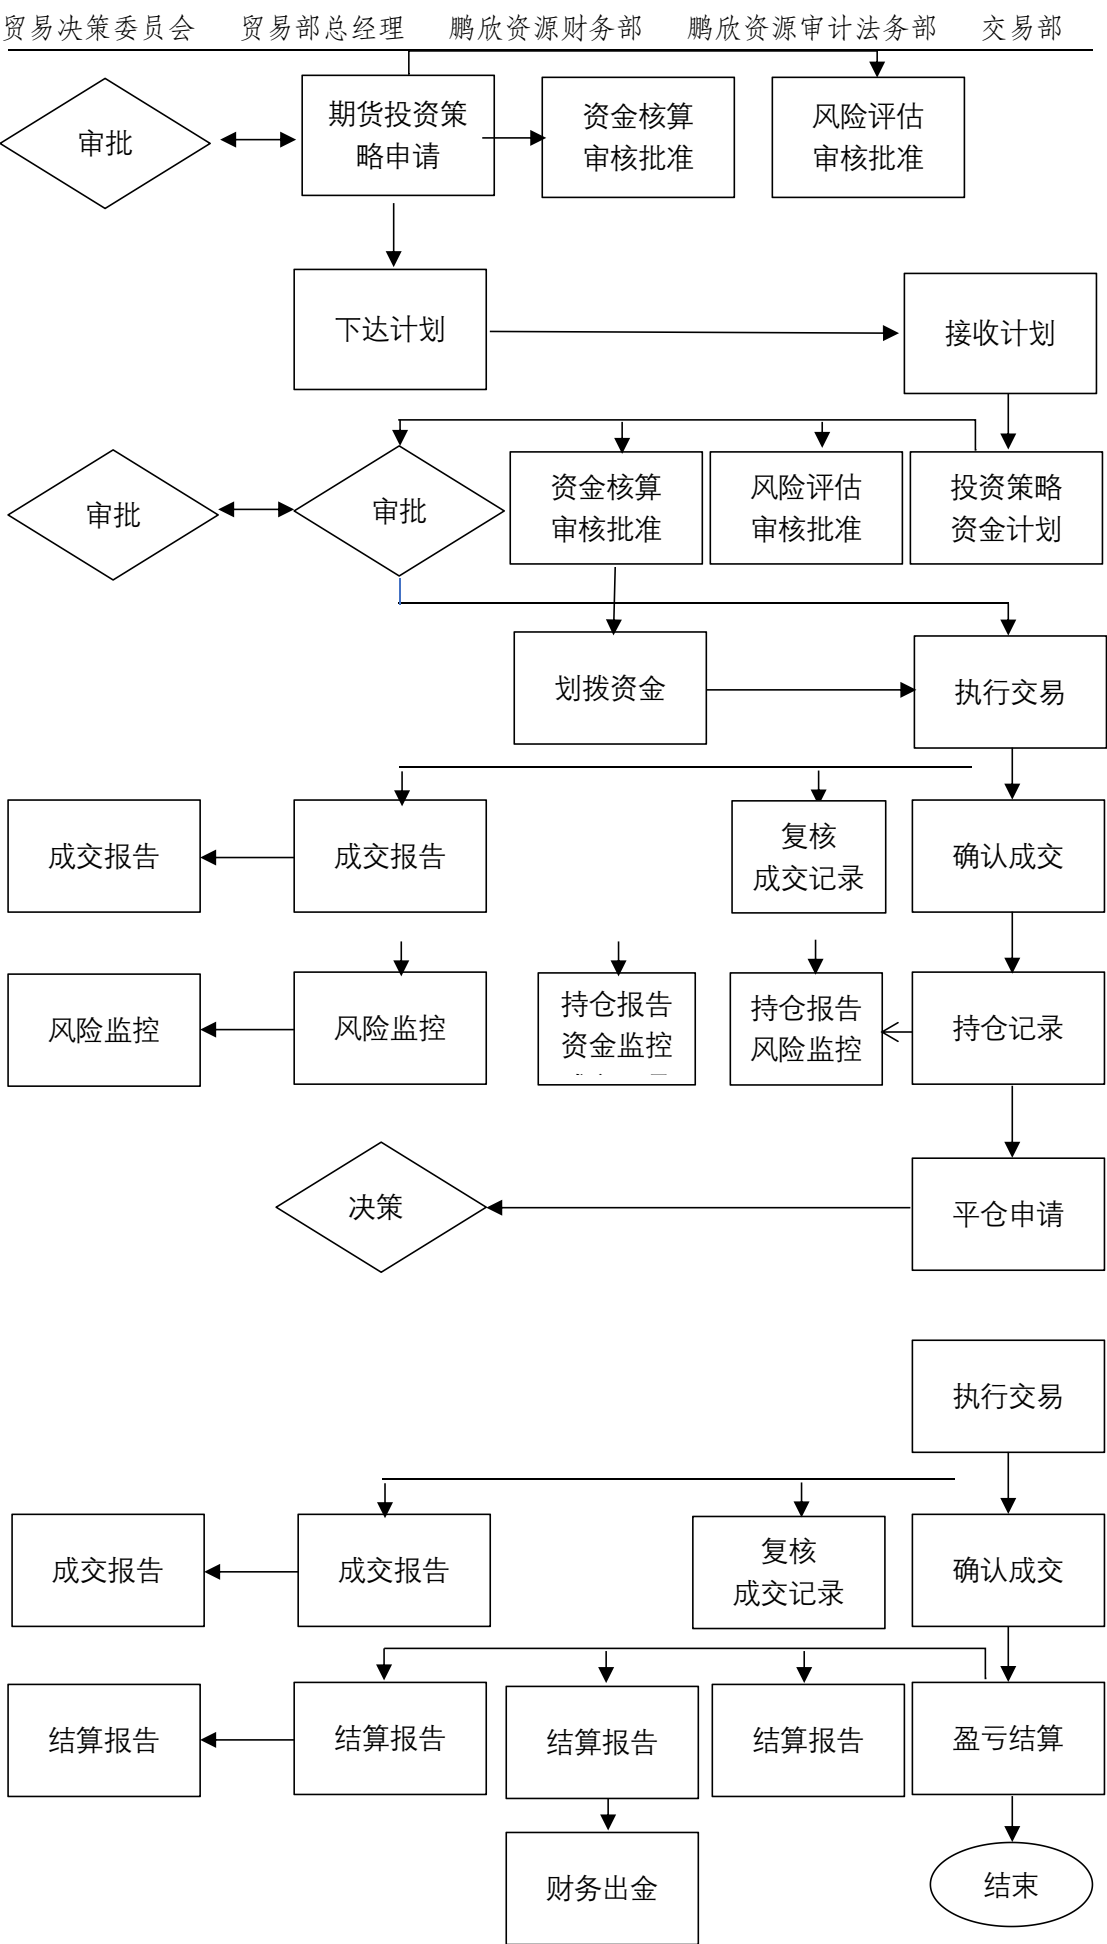 贸易决策委员会 贸易部总经理 鹏欣资源财务部 鹏欣资源审计法务部 交易部
审批
期货投资策
略申请
资金核算
审核批准
风险评估
审核批准
下达计划
接收计划
审批
审批
资金核算
审核批准
风险评估
审核批准
投资策略
资金计划
划拨资金
执行交易
成交报告
成交报告
复核
成交记录
确认成交
风险监控
风险监控
持仓报告
资金监控
持仓报告
风险监控
持仓记录
决策
平仓申请
执行交易
成交报告
成交报告
复核
成交记录
确认成交
结算报告
结算报告
结算报告
结算报告
盈亏结算
财务出金
结束